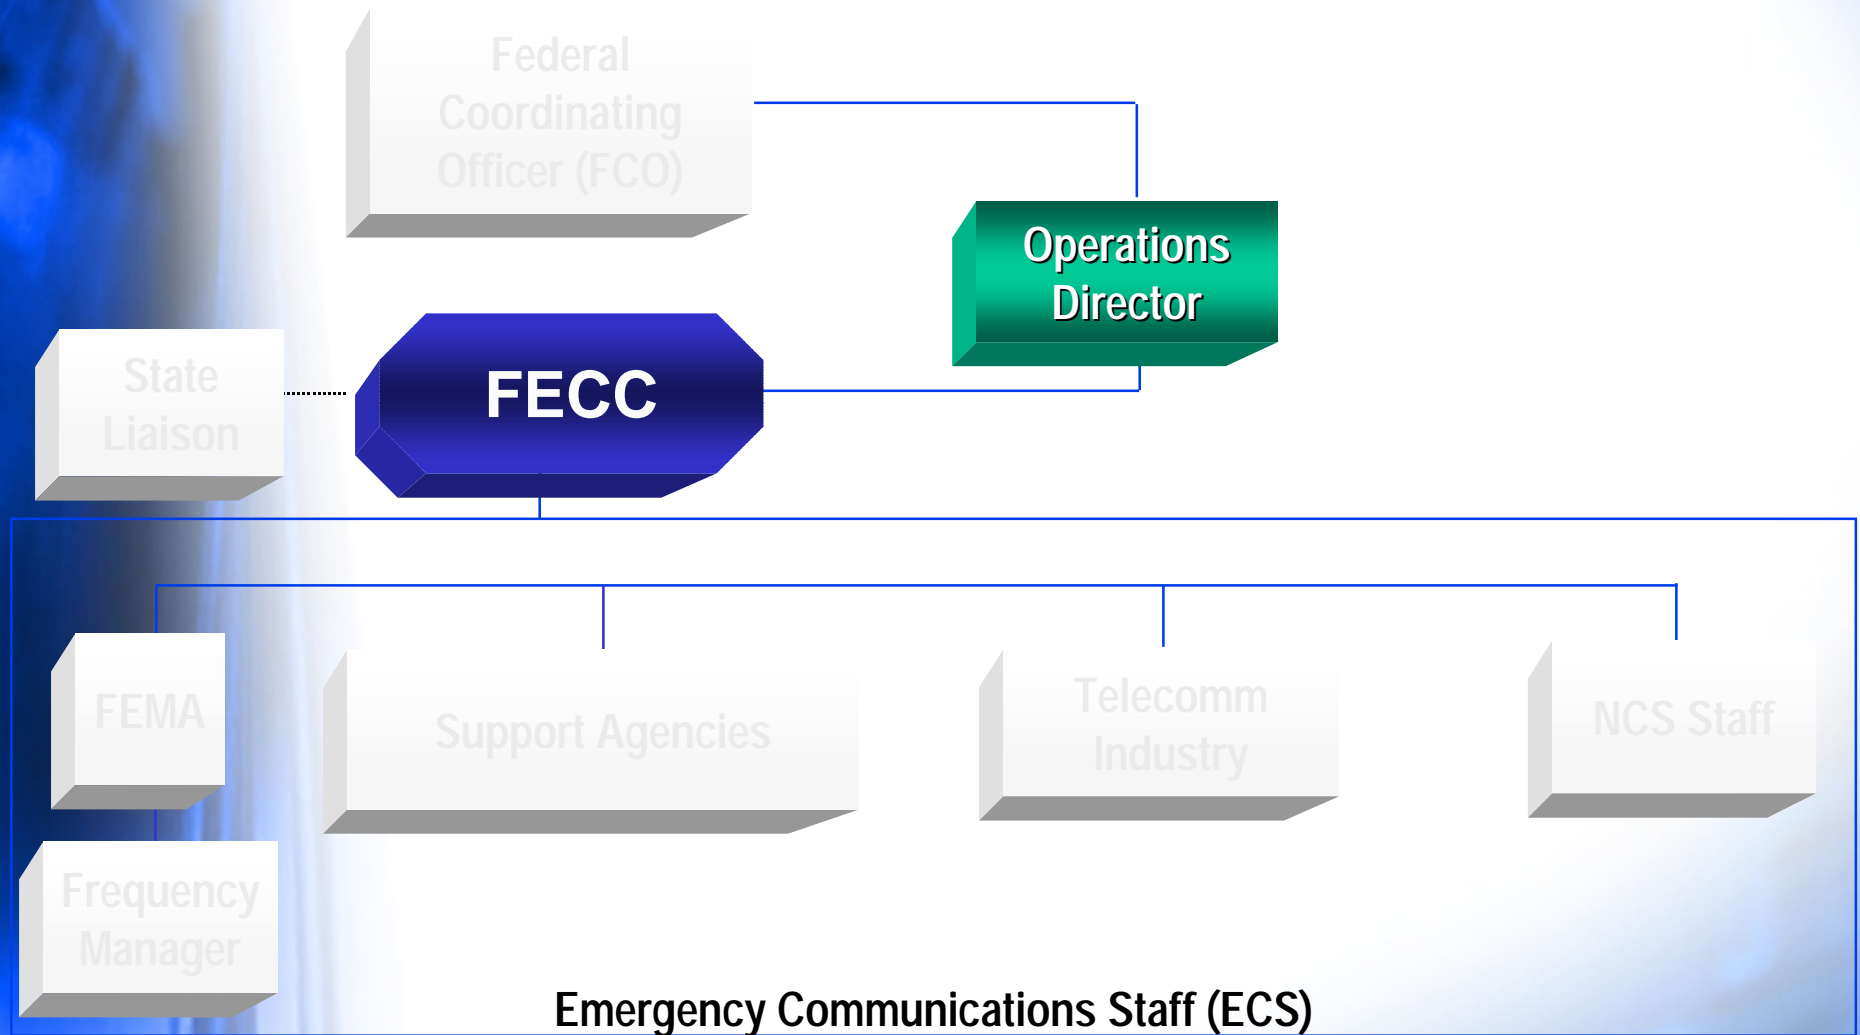 Federal
Coordinating
Officer (FCO)
Operations
Director
State
Liaison
FECC
FEMA
Support Agencies
Telecomm
Industry
NCS Staff
Frequency
Manager
Emergency Communications Staff (ECS)